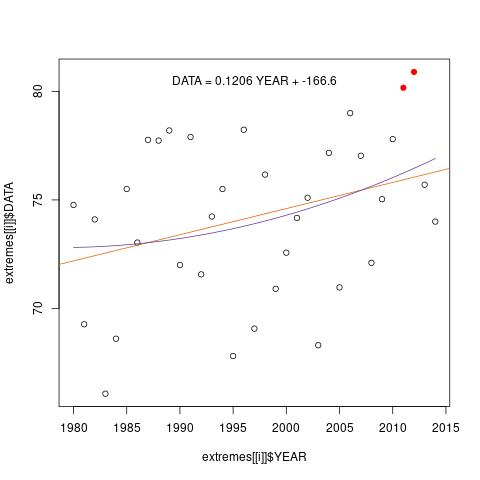 DATA = 0.1206 YEAR + -166.6
80
75
70
extremes[[i]]$DATA
1980 1985 1990 1995 2000 2005 2010 2015
extremes[[i]]$YEAR